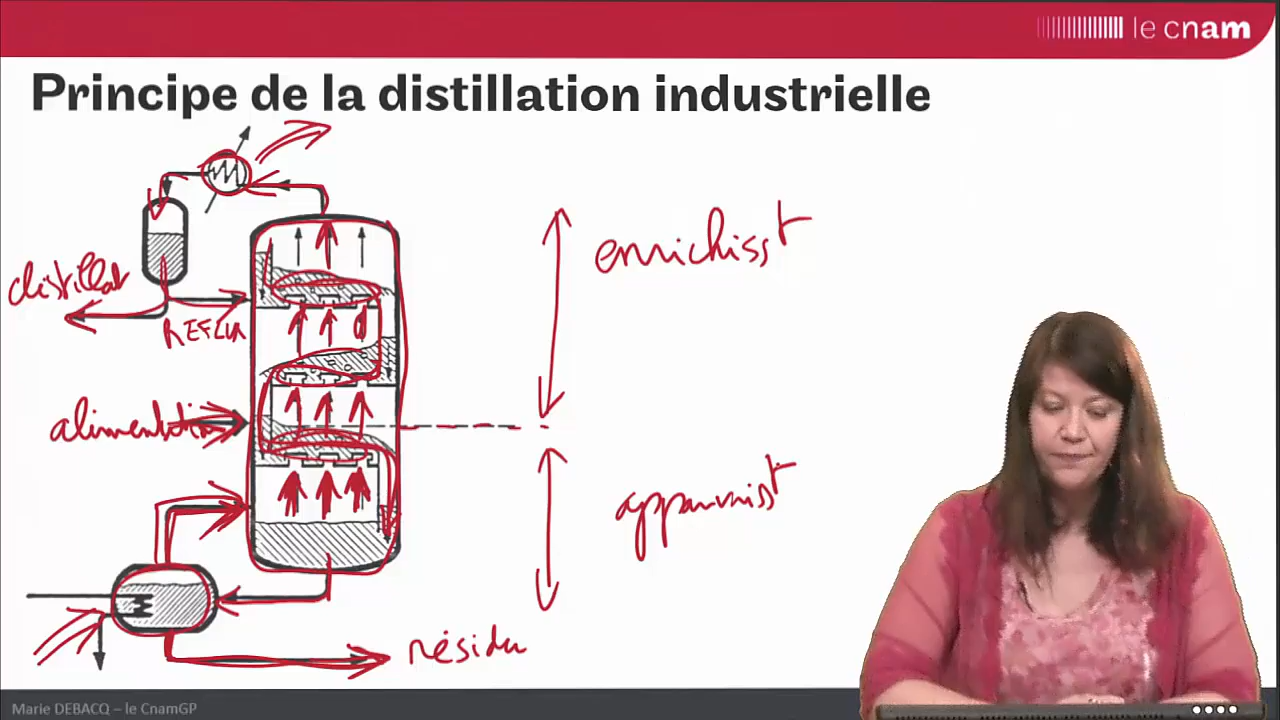 le cnam
Principe de la distillation industrielle
enrichisst
distillat
REFLUX
alimentation
appauvrisst
résidu
Marie DEBACQ – le CnamGP